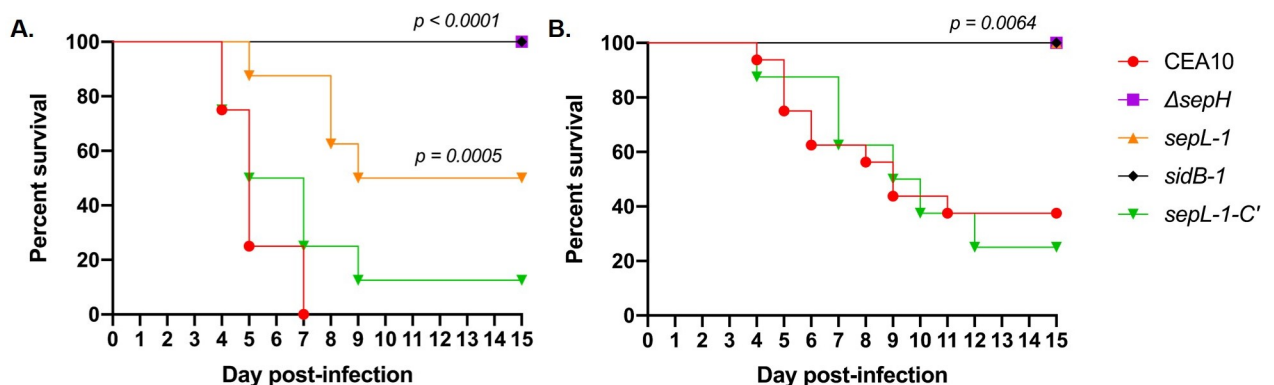 A.
p < 0.0001
Percent survival
100
80
60
40
20
0
p = 0.0005
0 1 2 3 4 5 6 7 8 9 10 11 12 13 14 15
Day post-infection
B.
p = 0.0064
Percent survival
100
80
60
40
20
0
0 1 2 3 4 5 6 7 8 9 10 11 12 13 14 15
Day post-infection
CEA10
ΔsepH
sepL-1
sidB-1
sepL-1-C'